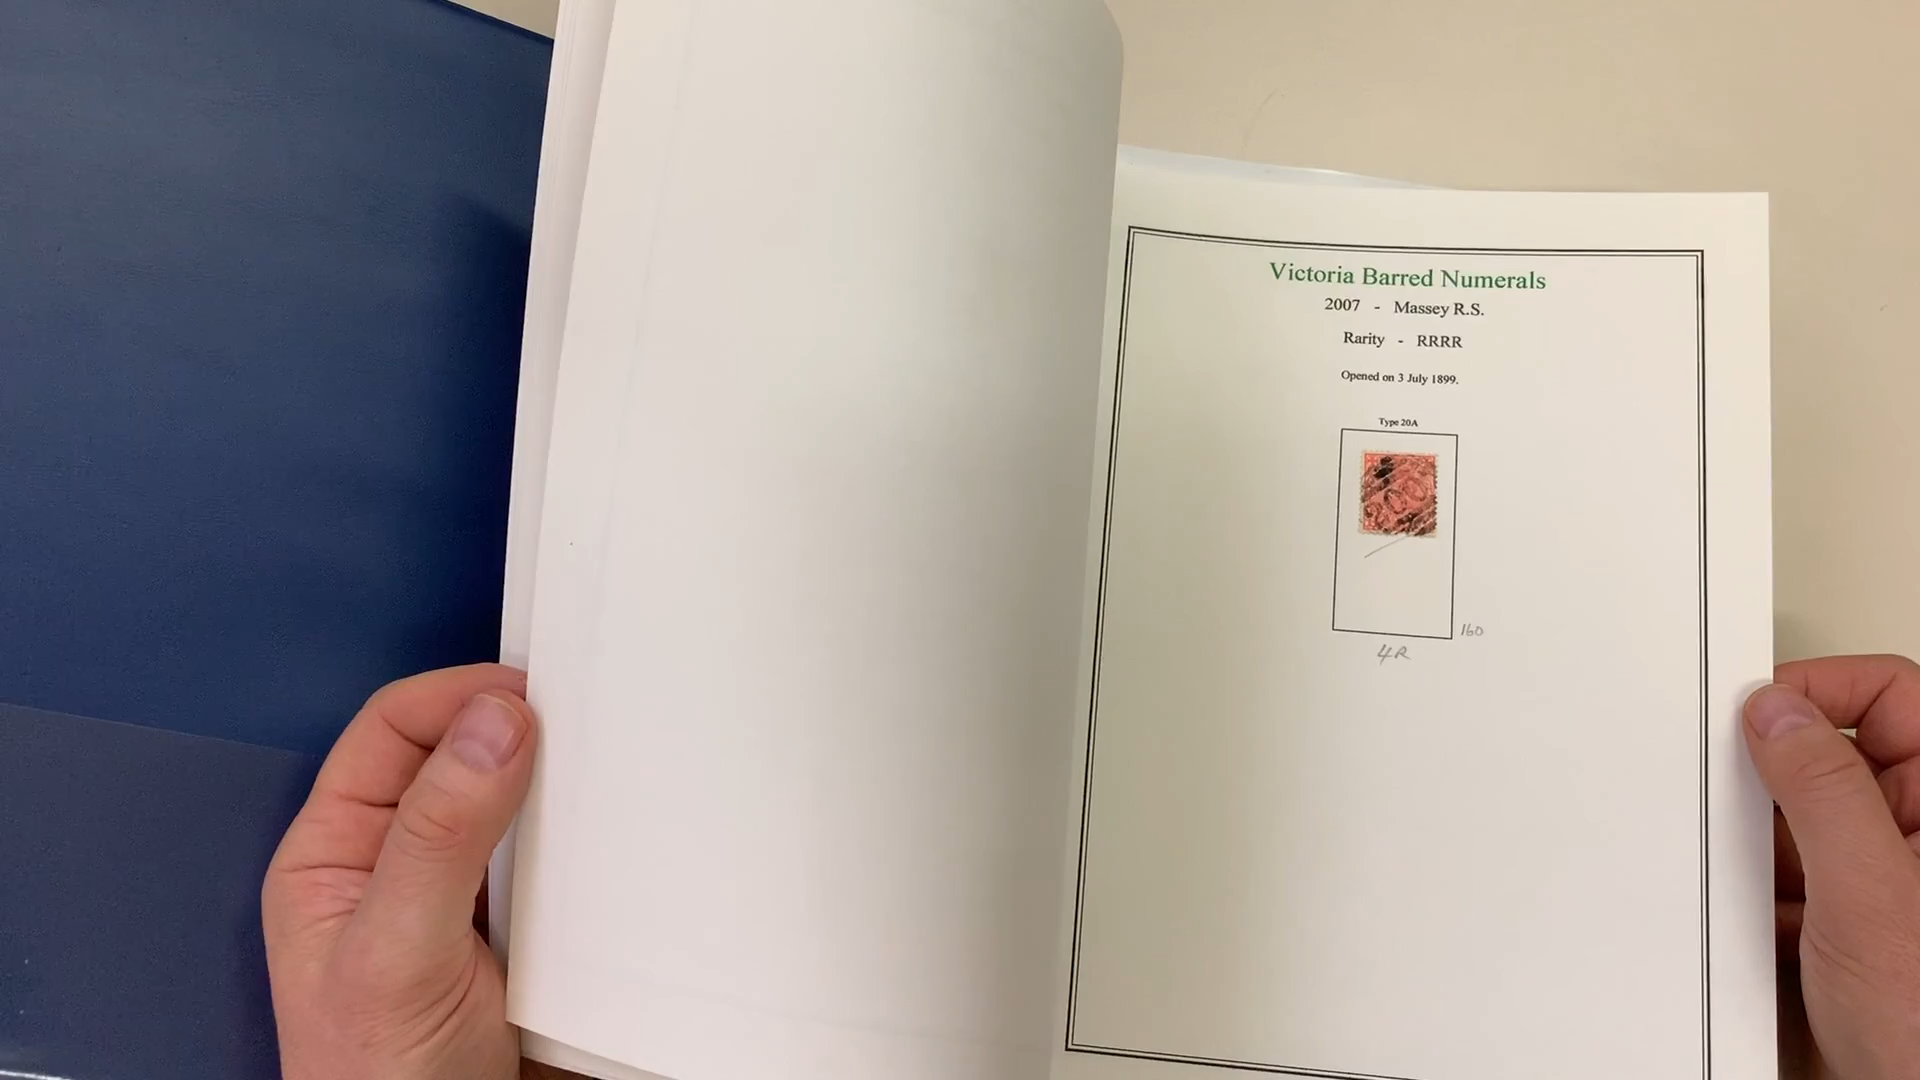 Victoria Barred Numerals
2007 - Massey R.S.
Rarity - RRRR
Opened on 3 July 1899.
Type 20A
160
4R